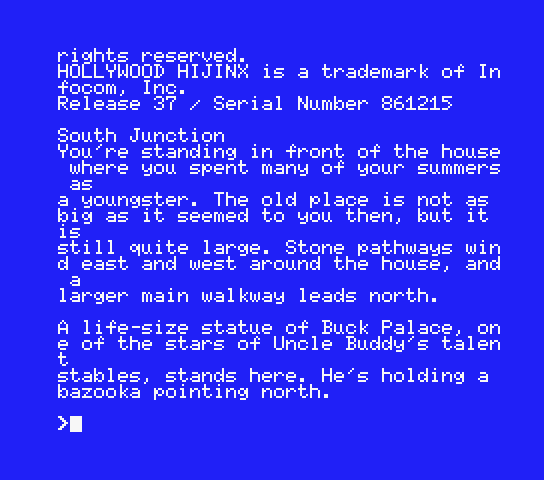 rights reserved.
HOLLYWOOD HIJINX is a trademark of In
focom, Inc.
Release 37 / Serial Number 861215
South Junction
You're standing in front of the house
where you spent many of your summers
as
a youngster. The old place is not as
big as it seemed to you then, but it
is
still quite large. Stone pathways win
d east and west around the house, and
a
larger main walkway leads north.
A life-size statue of Buck Palace, on
e of the stars of Uncle Buddy's talen
t
stables, stands here. He's holding a
bazooka pointing north.
>